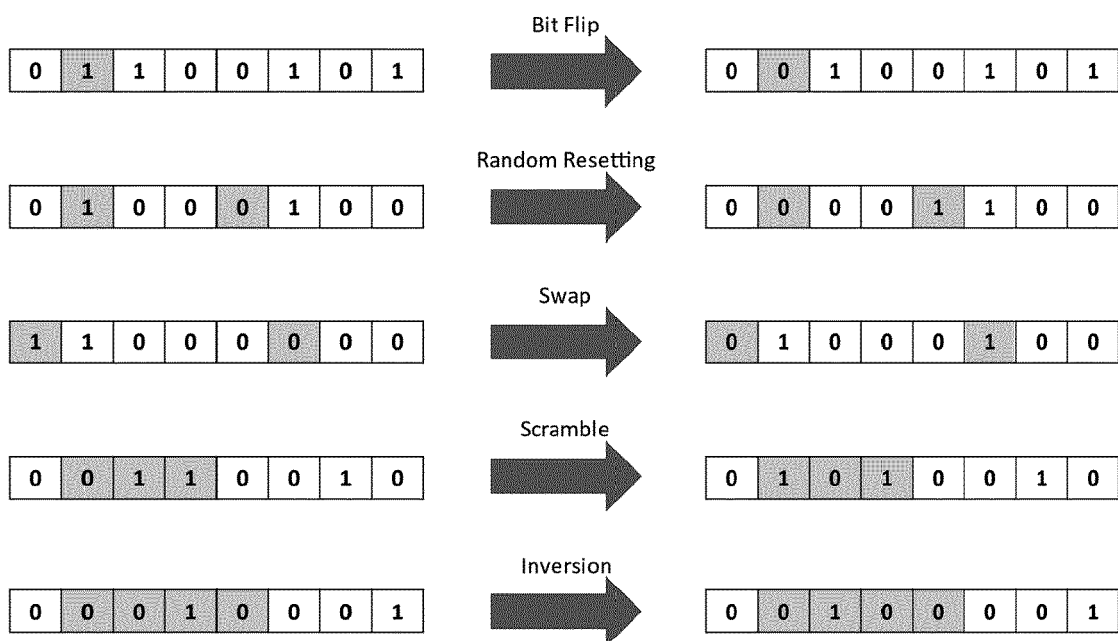 Bit Flip
0 1 1 0 0 1 0 1
0 0 1 0 0 1 0 1
Random Resetting
0 1 0 0 0 1 0 0
0 0 0 0 1 1 0 0
Swap
1 1 0 0 0 0 0 0
0 1 0 0 0 1 0 0
Scramble
0 0 1 1 0 0 1 0
0 1 0 1 0 0 1 0
Inversion
0 0 0 1 0 0 0 1
0 0 1 0 0 0 0 1